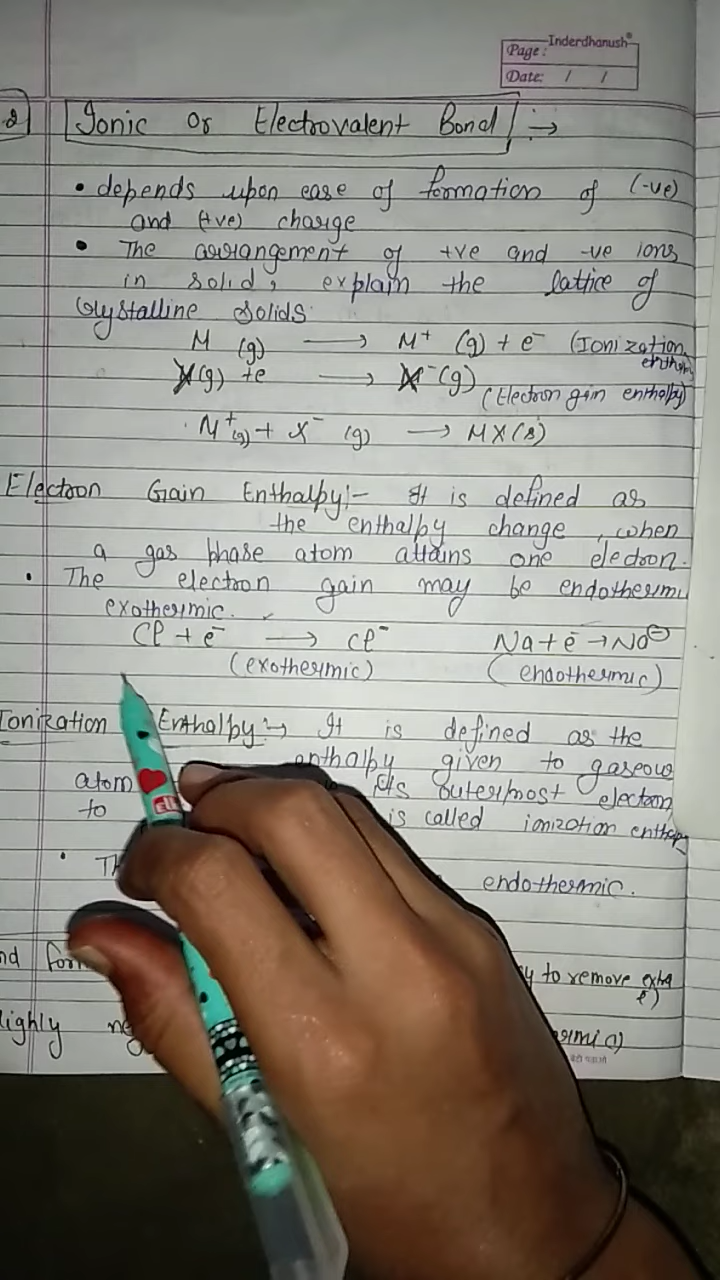 Inderdhanush®
Page:
Date: / /
2
Ionic or Electrovalent Bond :→
• depends upon ease of formation of (-ve)
and (+ve) charge
• The arrangement of +ve and -ve ions
in solid, explain the lattice of
Crystalline Solids.
M (g) ⟶ M⁺ (g) + e⁻ (Ionization
X(g) +e ⟶ X⁻(g)
(Electron gain enthalpy)
M⁺(g) + X⁻ (g) ⟶ MX(s)
Electron Gain Enthalpy:- It is defined as
the enthalpy change, when
a gas phase atom attains one electron.
• The electron gain may be endothermi
exothermic.
Cl + e⁻ ⟶ Cl⁻ Na + e⁻ → Na⊖
(exothermic) (endothermic)
Ionization Enthalpy:→ It is defined as the
enthalpy given to gaseous
atom its outermost electon
to is called ionization
• endothermic.
to remove extra
e)
Highly